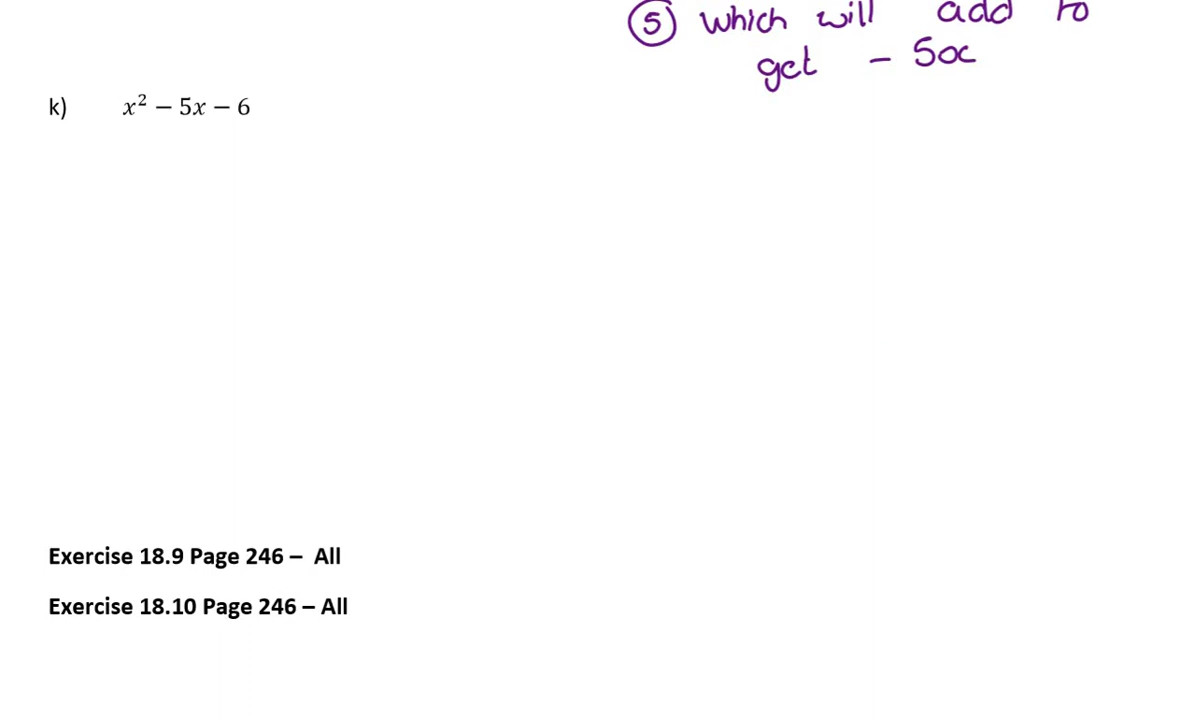 ⑤ which will add to
get - 5x
k) x² − 5x − 6
Exercise 18.9 Page 246 – All
Exercise 18.10 Page 246 – All